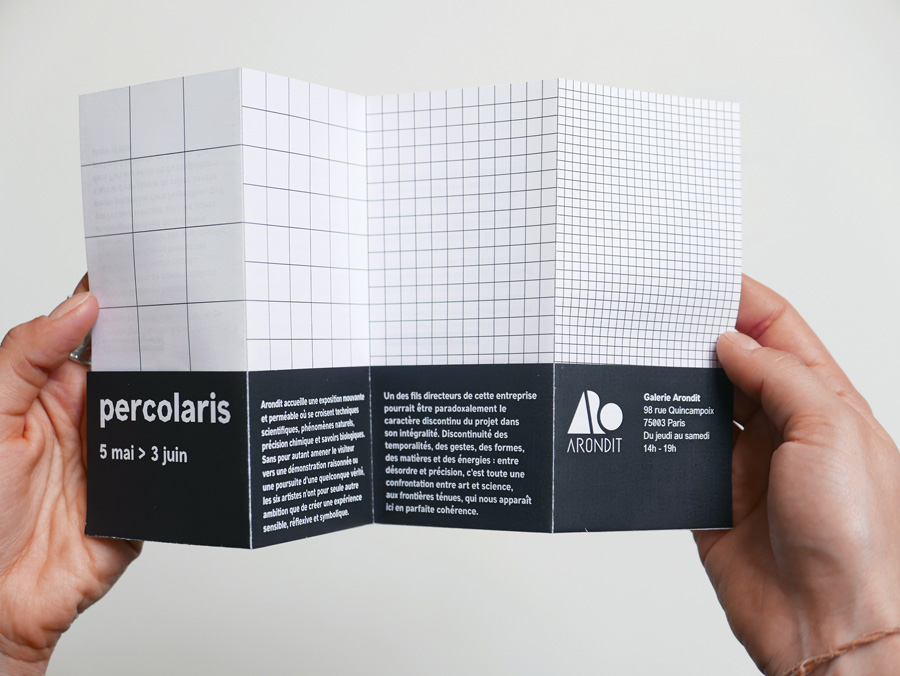 percolaris
5 mai > 3 juin
Arondit accueille une exposition mouvante
et perméable où se croisent techniques
scientifiques, phénomènes naturels,
précision chimique et savoirs biologiques.
Sans pour autant amener le visiteur
vers une démonstration raisonnée ou
une poursuite d'une quelconque vérité,
les six artistes n'ont pour seule autre
ambition que de créer une expérience
sensible, réflexive et symbolique.
Un des fils directeurs de cette entreprise
pourrait être paradoxalement le
caractère discontinu du projet dans
son intégralité. Discontinuité des
temporalités, des gestes, des formes,
des matières et des énergies : entre
désordre et précision, c'est toute une
confrontation entre art et science,
aux frontières ténues, qui nous apparaît
ici en parfaite cohérence.
ARONDIT
Galerie Arondit
98 rue Quincampoix
75003 Paris
Du jeudi au samedi
14h - 19h